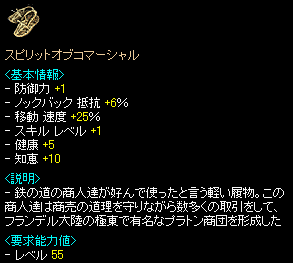 スピリットオブコマーシャル
<基本情報>
- 防御力 +1
- ノックバック 抵抗 +6%
- 移動 速度 +25%
- スキル レベル +1
- 健康 +5
- 知恵 +10
<説明>
- 鉄の道の商人達が好んで使ったと言う軽い履物。この
商人達は商売の道理を守りながら数多くの取引をして、
フランデル大陸の極東で有名なプラトン商団を形成した
<要求能力値>
- レベル 55